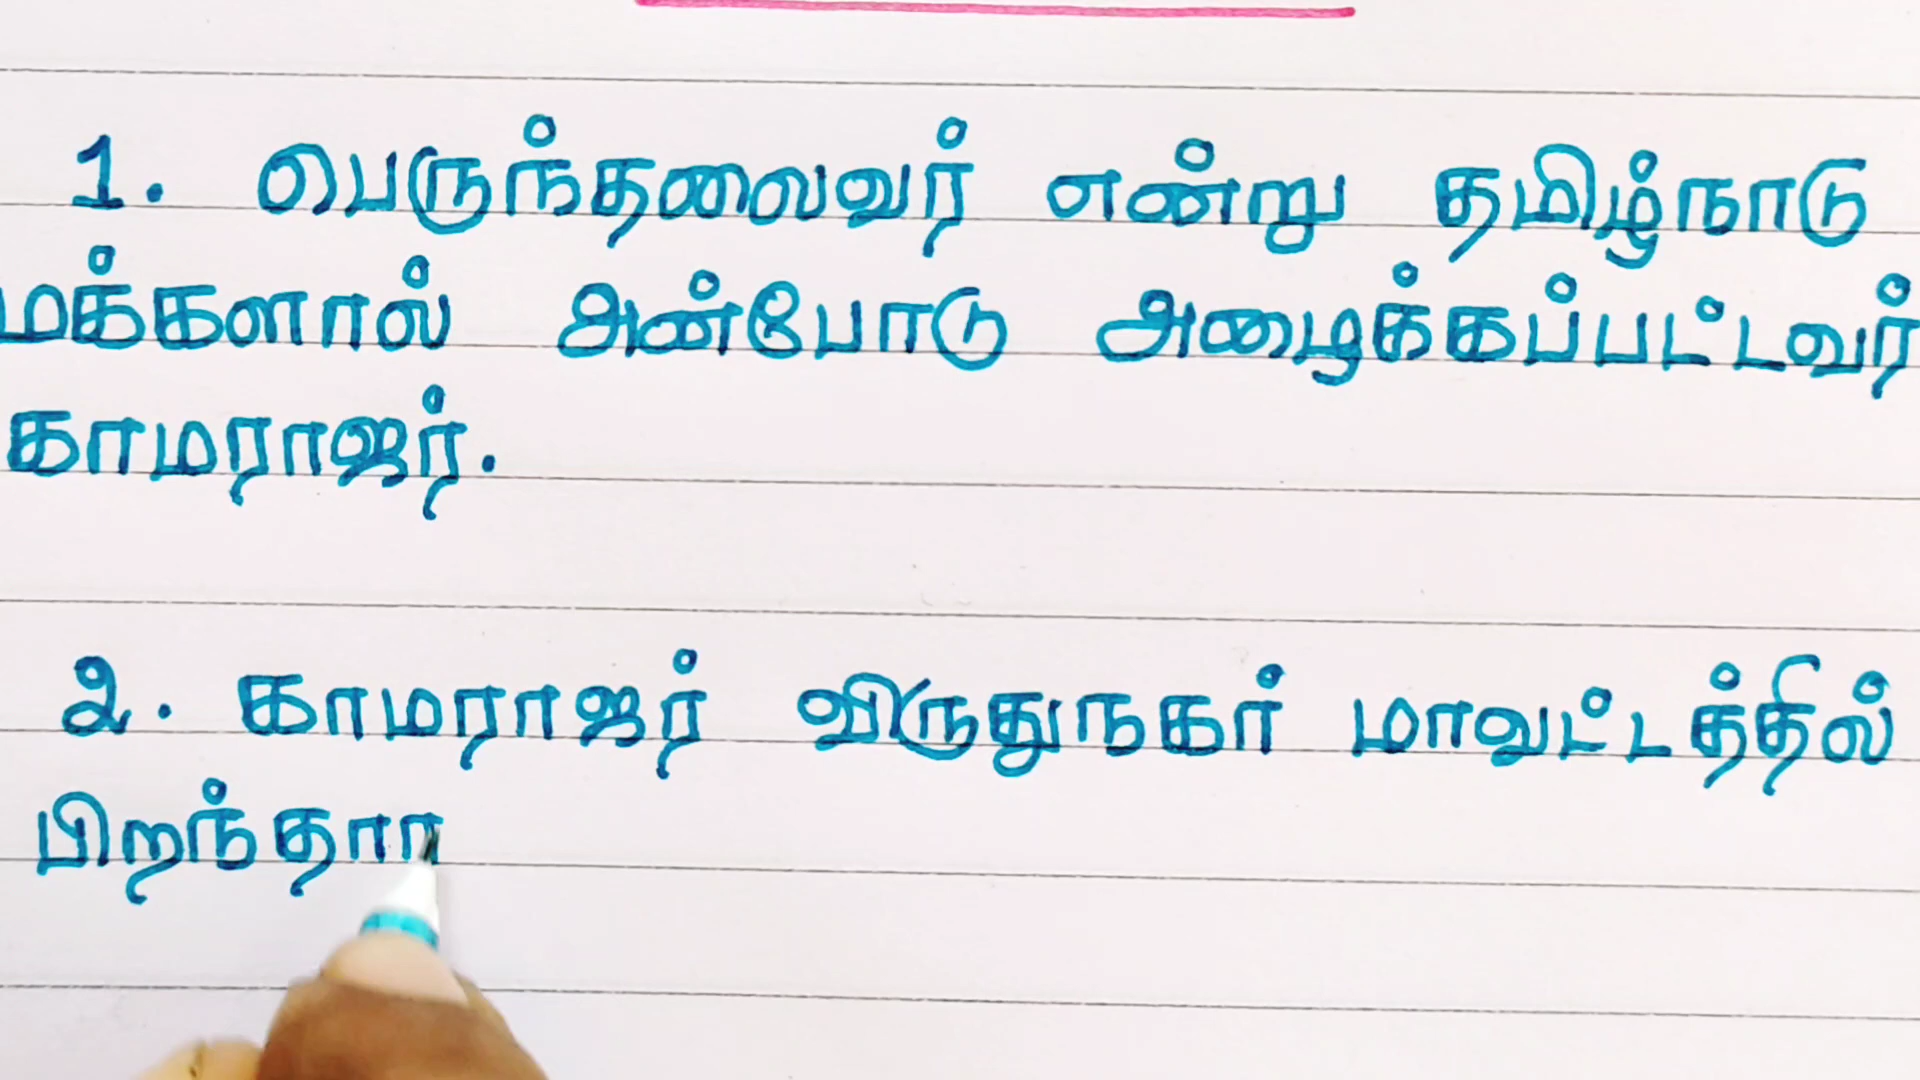 1. பெருந்தலைவர் என்று தமிழ்நாடு
மக்களால் அன்போடு அழைக்கப்பட்டவர்
காமராஜர்.
2. காமராஜர் விருதுநகர் மாவட்டத்தில்
பிறந்தார